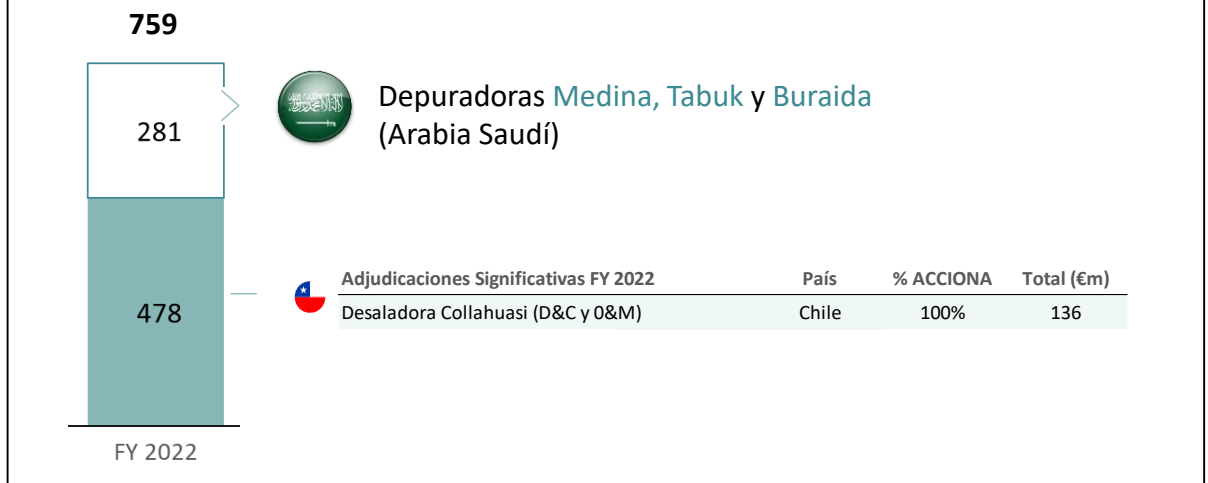 759
281
Depuradoras Medina, Tabuk y Buraida
(Arabia Saudí)
478
Adjudicaciones Significativas FY 2022 País % ACCIONA Total (€m)
Desaladora Collahuasi (D&C y 0&M) Chile 100% 136
FY 2022